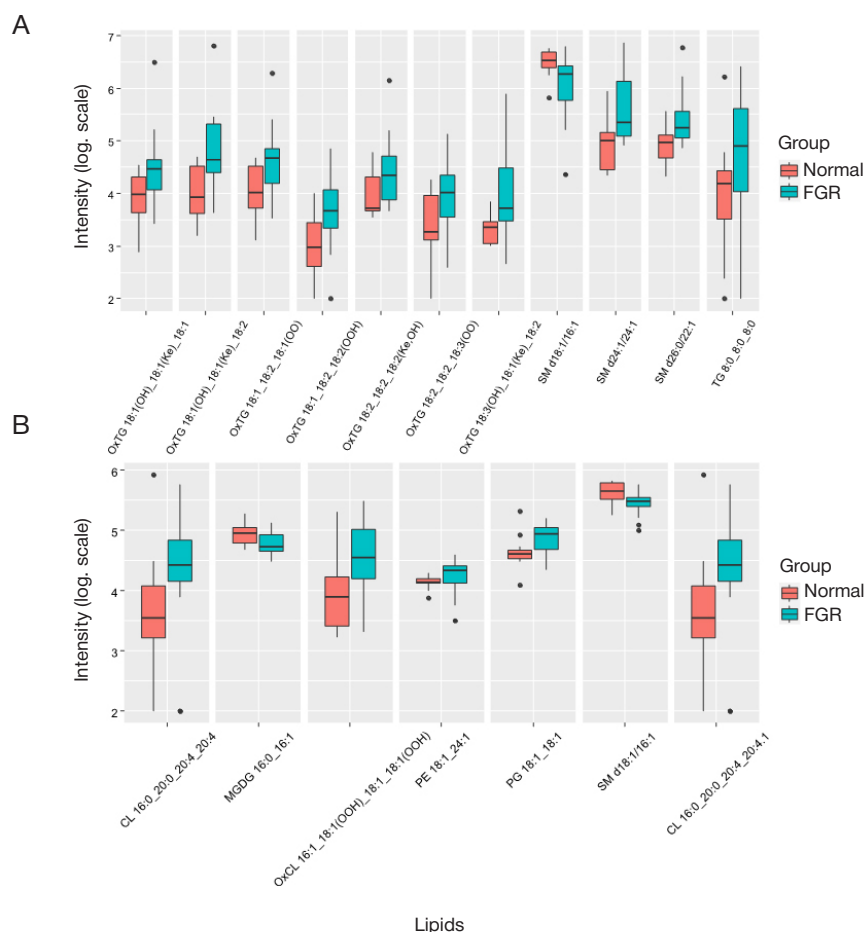 A
Intensity (log. scale)
7
6
5
4
3
2
Group
Normal
FGR
OxTG 18:1(OH)_18:1(Ke)_18:1
OxTG 18:1(OH)_18:1(Ke)_18:2
OxTG 18:1_18:2_18:1(OO)
OxTG 18:1_18:2_18:2(OOH)
OxTG 18:2_18:2_18:2(Ke,OH)
OxTG 18:2_18:2_18:3(OO)
OxTG 18:3(OH)_18:1(Ke)_18:2
SM d18:1/16:1
SM d24:1/24:1
SM d26:0/22:1
TG 8:0_8:0_8:0
B
Intensity (log. scale)
6
5
4
3
2
Group
Normal
FGR
CL 16:0_20:0_20:4_20:4
MGDG 16:0_16:1
OxCL 16:1_18:1(OOH)_18:1_18:1(OOH)
PE 18:1_24:1
PG 18:1_18:1
SM d18:1/16:1
CL 16:0_20:0_20:4_20:4.1
Lipids